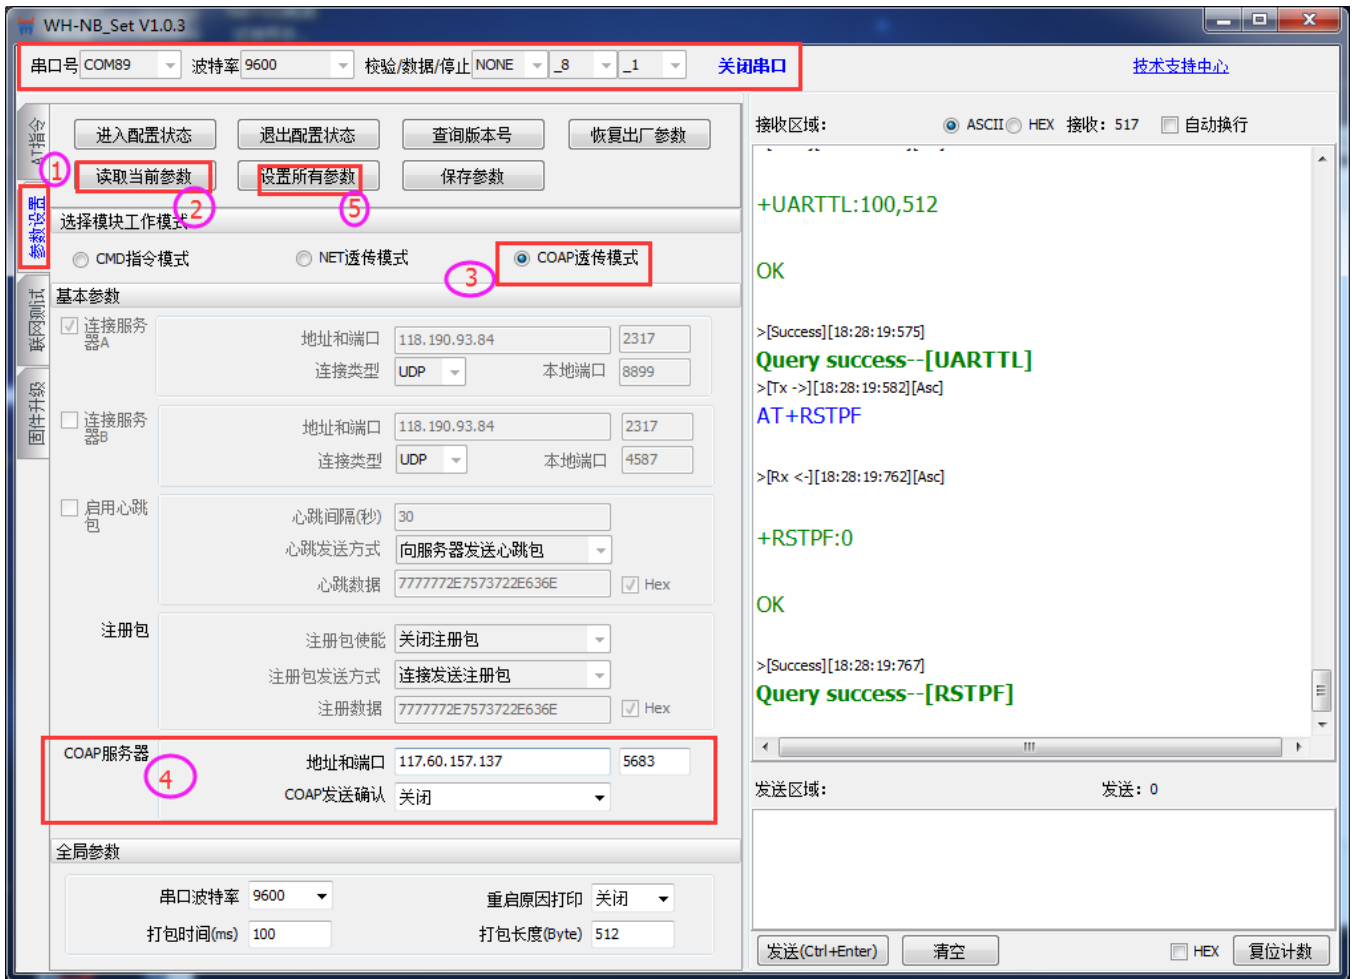 WH-NB_Set V1.0.3
串口号 COM89 波特率 9600 校验/数据/停止 NONE _8 _1 关闭串口 技术支持中心
AT指令
参数设置
联网测试
固件升级
进入配置状态 退出配置状态 查询版本号 恢复出厂参数
1
读取当前参数 设置所有参数 保存参数
2 5
选择模块工作模式
CMD指令模式 NET透传模式 COAP透传模式
3
基本参数
连接服务
器A
地址和端口 118.190.93.84 2317
连接类型 UDP 本地端口 8899
连接服务
器B
地址和端口 118.190.93.84 2317
连接类型 UDP 本地端口 4587
启用心跳
包
心跳间隔(秒) 30
心跳发送方式 向服务器发送心跳包
心跳数据 7777772E7573722E636E Hex
注册包
注册包使能 关闭注册包
注册包发送方式 连接发送注册包
注册数据 7777772E7573722E636E Hex
COAP服务器
4
地址和端口 117.60.157.137 5683
COAP发送确认 关闭
全局参数
串口波特率 9600 重启原因打印 关闭
打包时间(ms) 100 打包长度(Byte) 512
接收区域: ASCII HEX 接收: 517 自动换行
+UARTTL:100,512
OK
>[Success][18:28:19:575]
Query success--[UARTTL]
>[Tx ->][18:28:19:582][Asc]
AT+RSTPF
>[Rx <-][18:28:19:762][Asc]
+RSTPF:0
OK
>[Success][18:28:19:767]
Query success--[RSTPF]
发送区域: 发送: 0
发送(Ctrl+Enter) 清空 HEX 复位计数